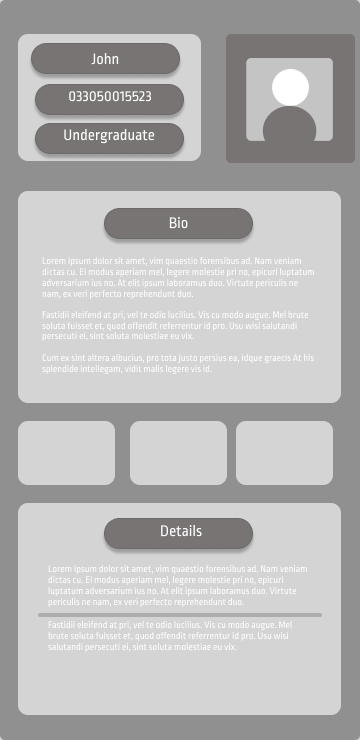 John
033050015523
Undergraduate
Bio
Lorem ipsum dolor sit amet, vim quaestio forensibus ad. Nam veniam
dictas cu. Ei modus aperiam mel, legere molestie pri no, epicuri luptatum
adversarium ius no. At elit ipsum laboramus duo. Virtute periculis ne
nam, ex veri perfecto reprehendunt duo.
Fastidii eleifend at pri, vel te odio lucilius. Vis cu modo augue. Mel brute
soluta fuisset et, quod offendit referrentur id pro. Usu wisi salutandi
persecuti ei, sint soluta molestiae eu vix.
Cum ex sint altera albucius, pro tota justo persius ea, idque graecis At his
splendide intellegam, vidit malis legere vis id.
Details
Lorem ipsum dolor sit amet, vim quaestio forensibus ad. Nam veniam
dictas cu. Ei modus aperiam mel, legere molestie pri no, epicuri
luptatum adversarium ius no. At elit ipsum laboramus duo. Virtute
periculis ne nam, ex veri perfecto reprehendunt duo.
Fastidii eleifend at pri, vel te odio lucilius. Vis cu modo augue. Mel
brute soluta fuisset et, quod offendit referrentur id pro. Usu wisi
salutandi persecuti ei, sint soluta molestiae eu vix.